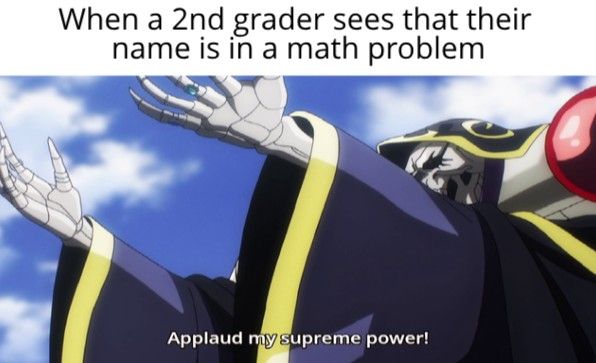 When a 2nd grader sees that their
name is in a math problem
Applaud my supreme power!